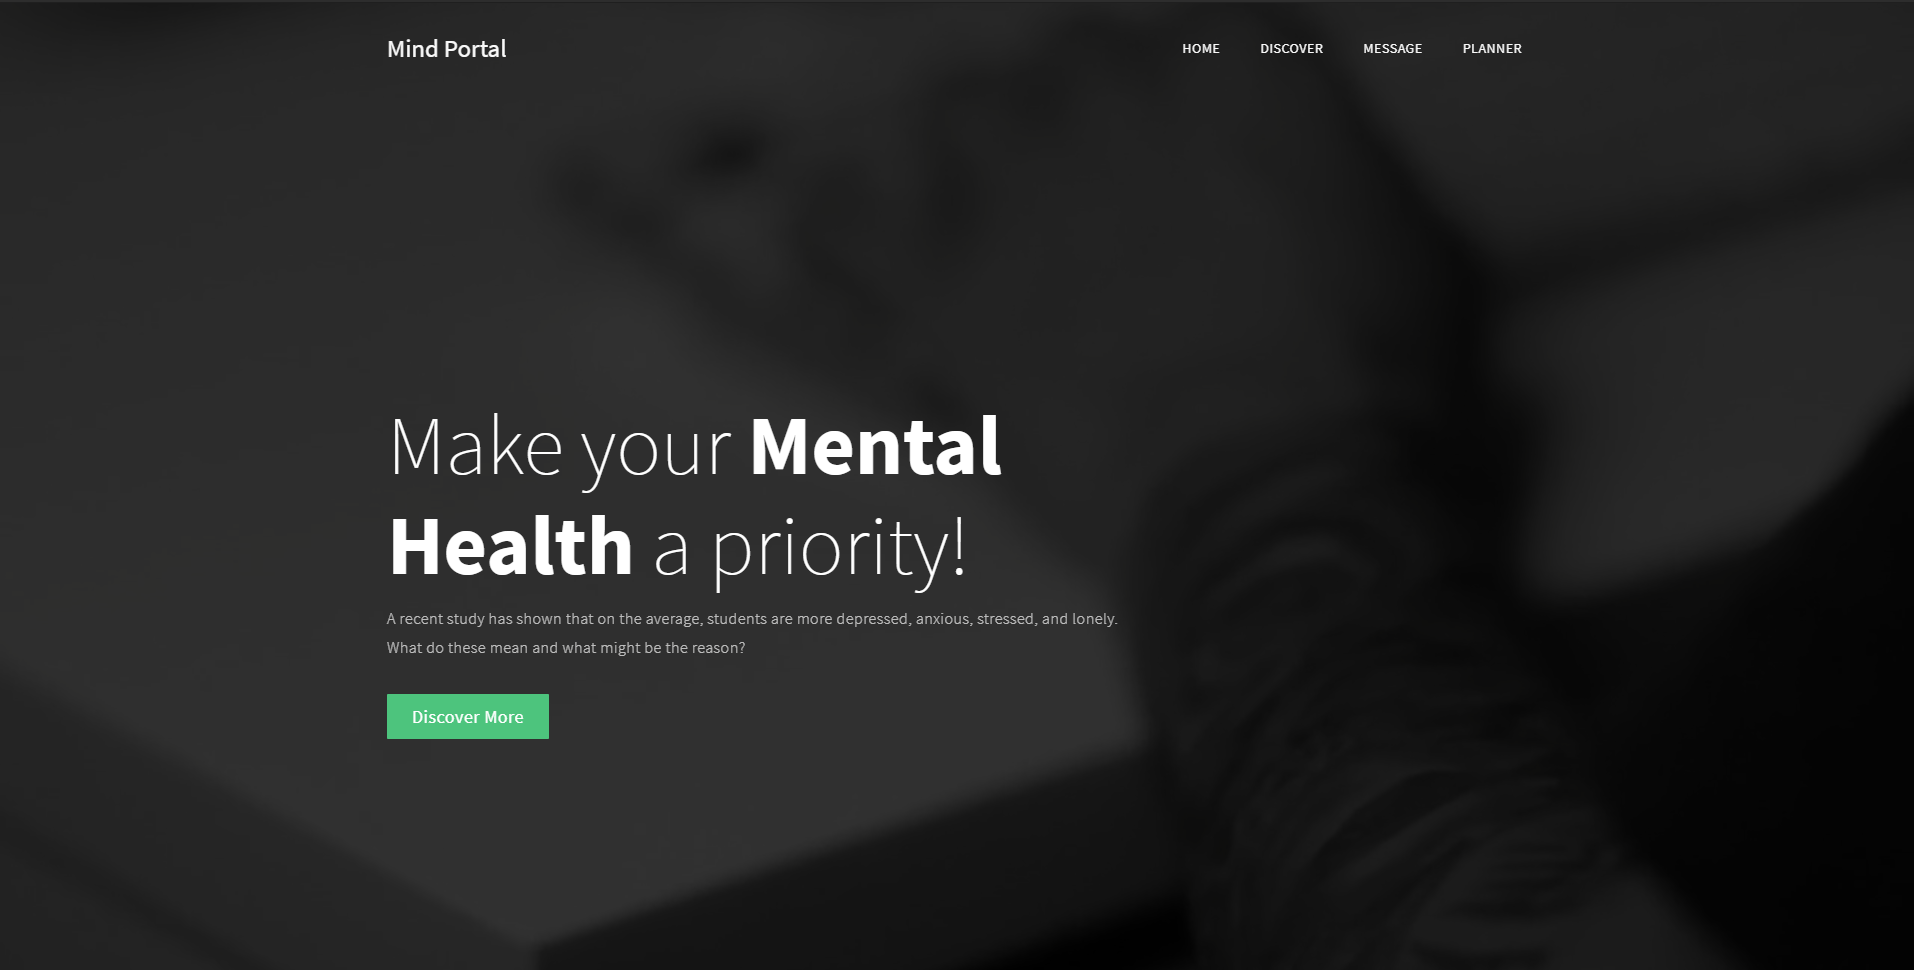 Mind Portal
HOME DISCOVER MESSAGE PLANNER
Make your Mental
Health a priority!
A recent study has shown that on the average, students are more depressed, anxious, stressed, and lonely.
What do these mean and what might be the reason?
Discover More